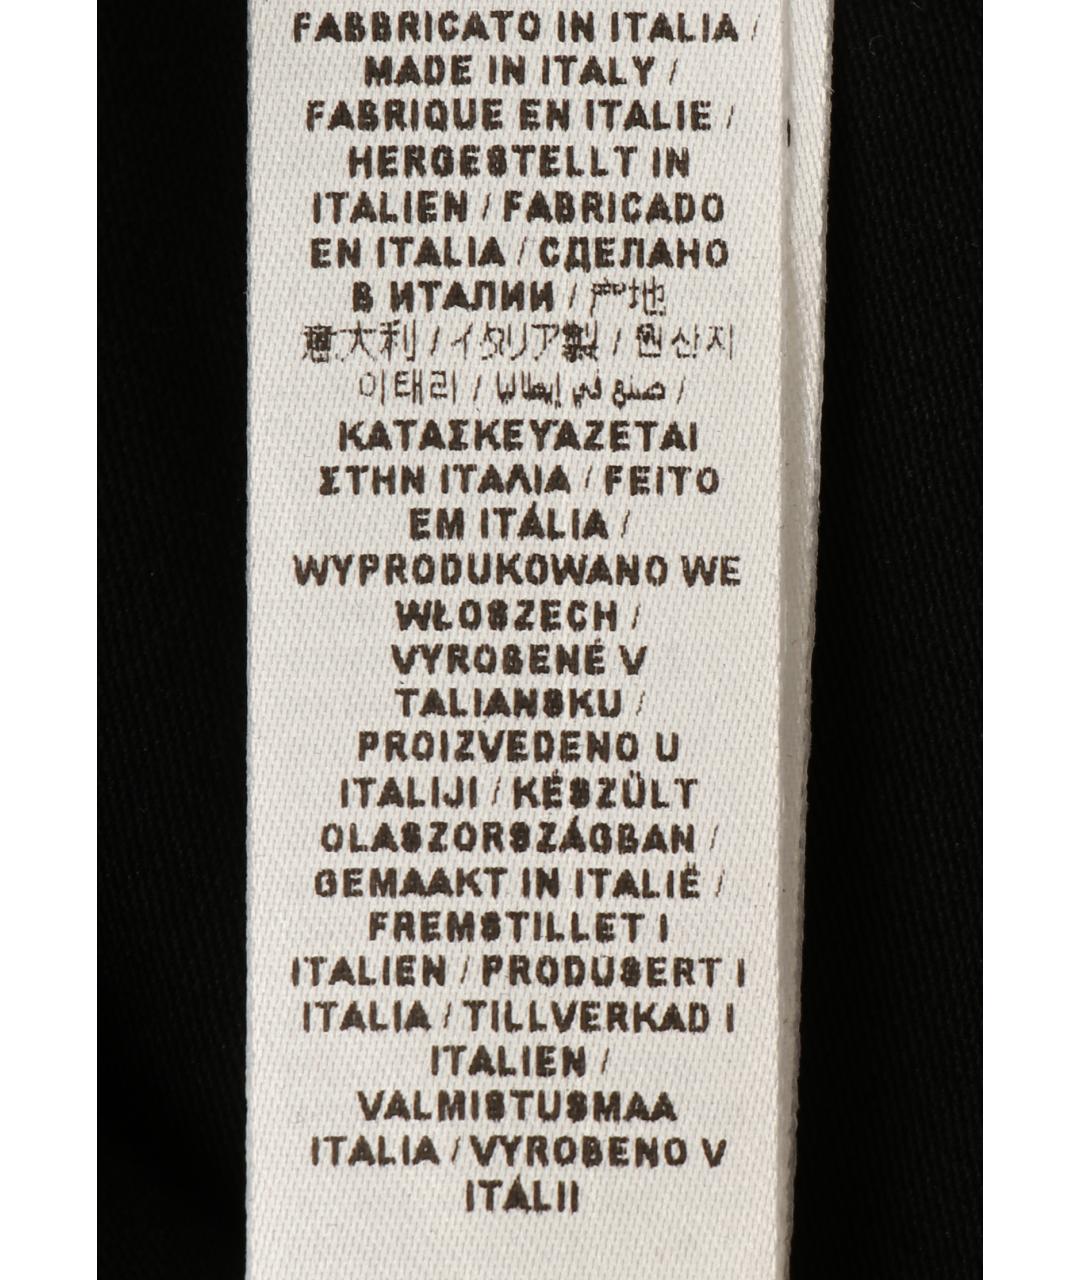 FABBRICATO IN ITALIA /
MADE IN ITALY /
FABRIQUE EN ITALIE /
HERGESTELLT IN
ITALIEN / FABRICADO
EN ITALIA / СДЕЛАНО
В ИТАЛИИ / 产地
意大利 / イタリア製 / 원산지
이태리 / صنع في إيطاليا /
ΚΑΤΑΣΚΕΥΑΖΕΤΑΙ
ΣΤΗΝ ΙΤΑΛΙΑ / FEITO
EM ITÁLIA /
WYPRODUKOWANO WE
WŁOSZECH /
VYROBENÉ V
TALIANSKU /
PROIZVEDENO U
ITALIJI / KÉSZÜLT
OLASZORSZÁGBAN /
GEMAAKT IN ITALIË /
FREMSTILLET I
ITALIEN / PRODUSERT I
ITALIA / TILLVERKAD I
ITALIEN /
VALMISTUSMAA
ITALIA / VYROBENO V
ITÁLII